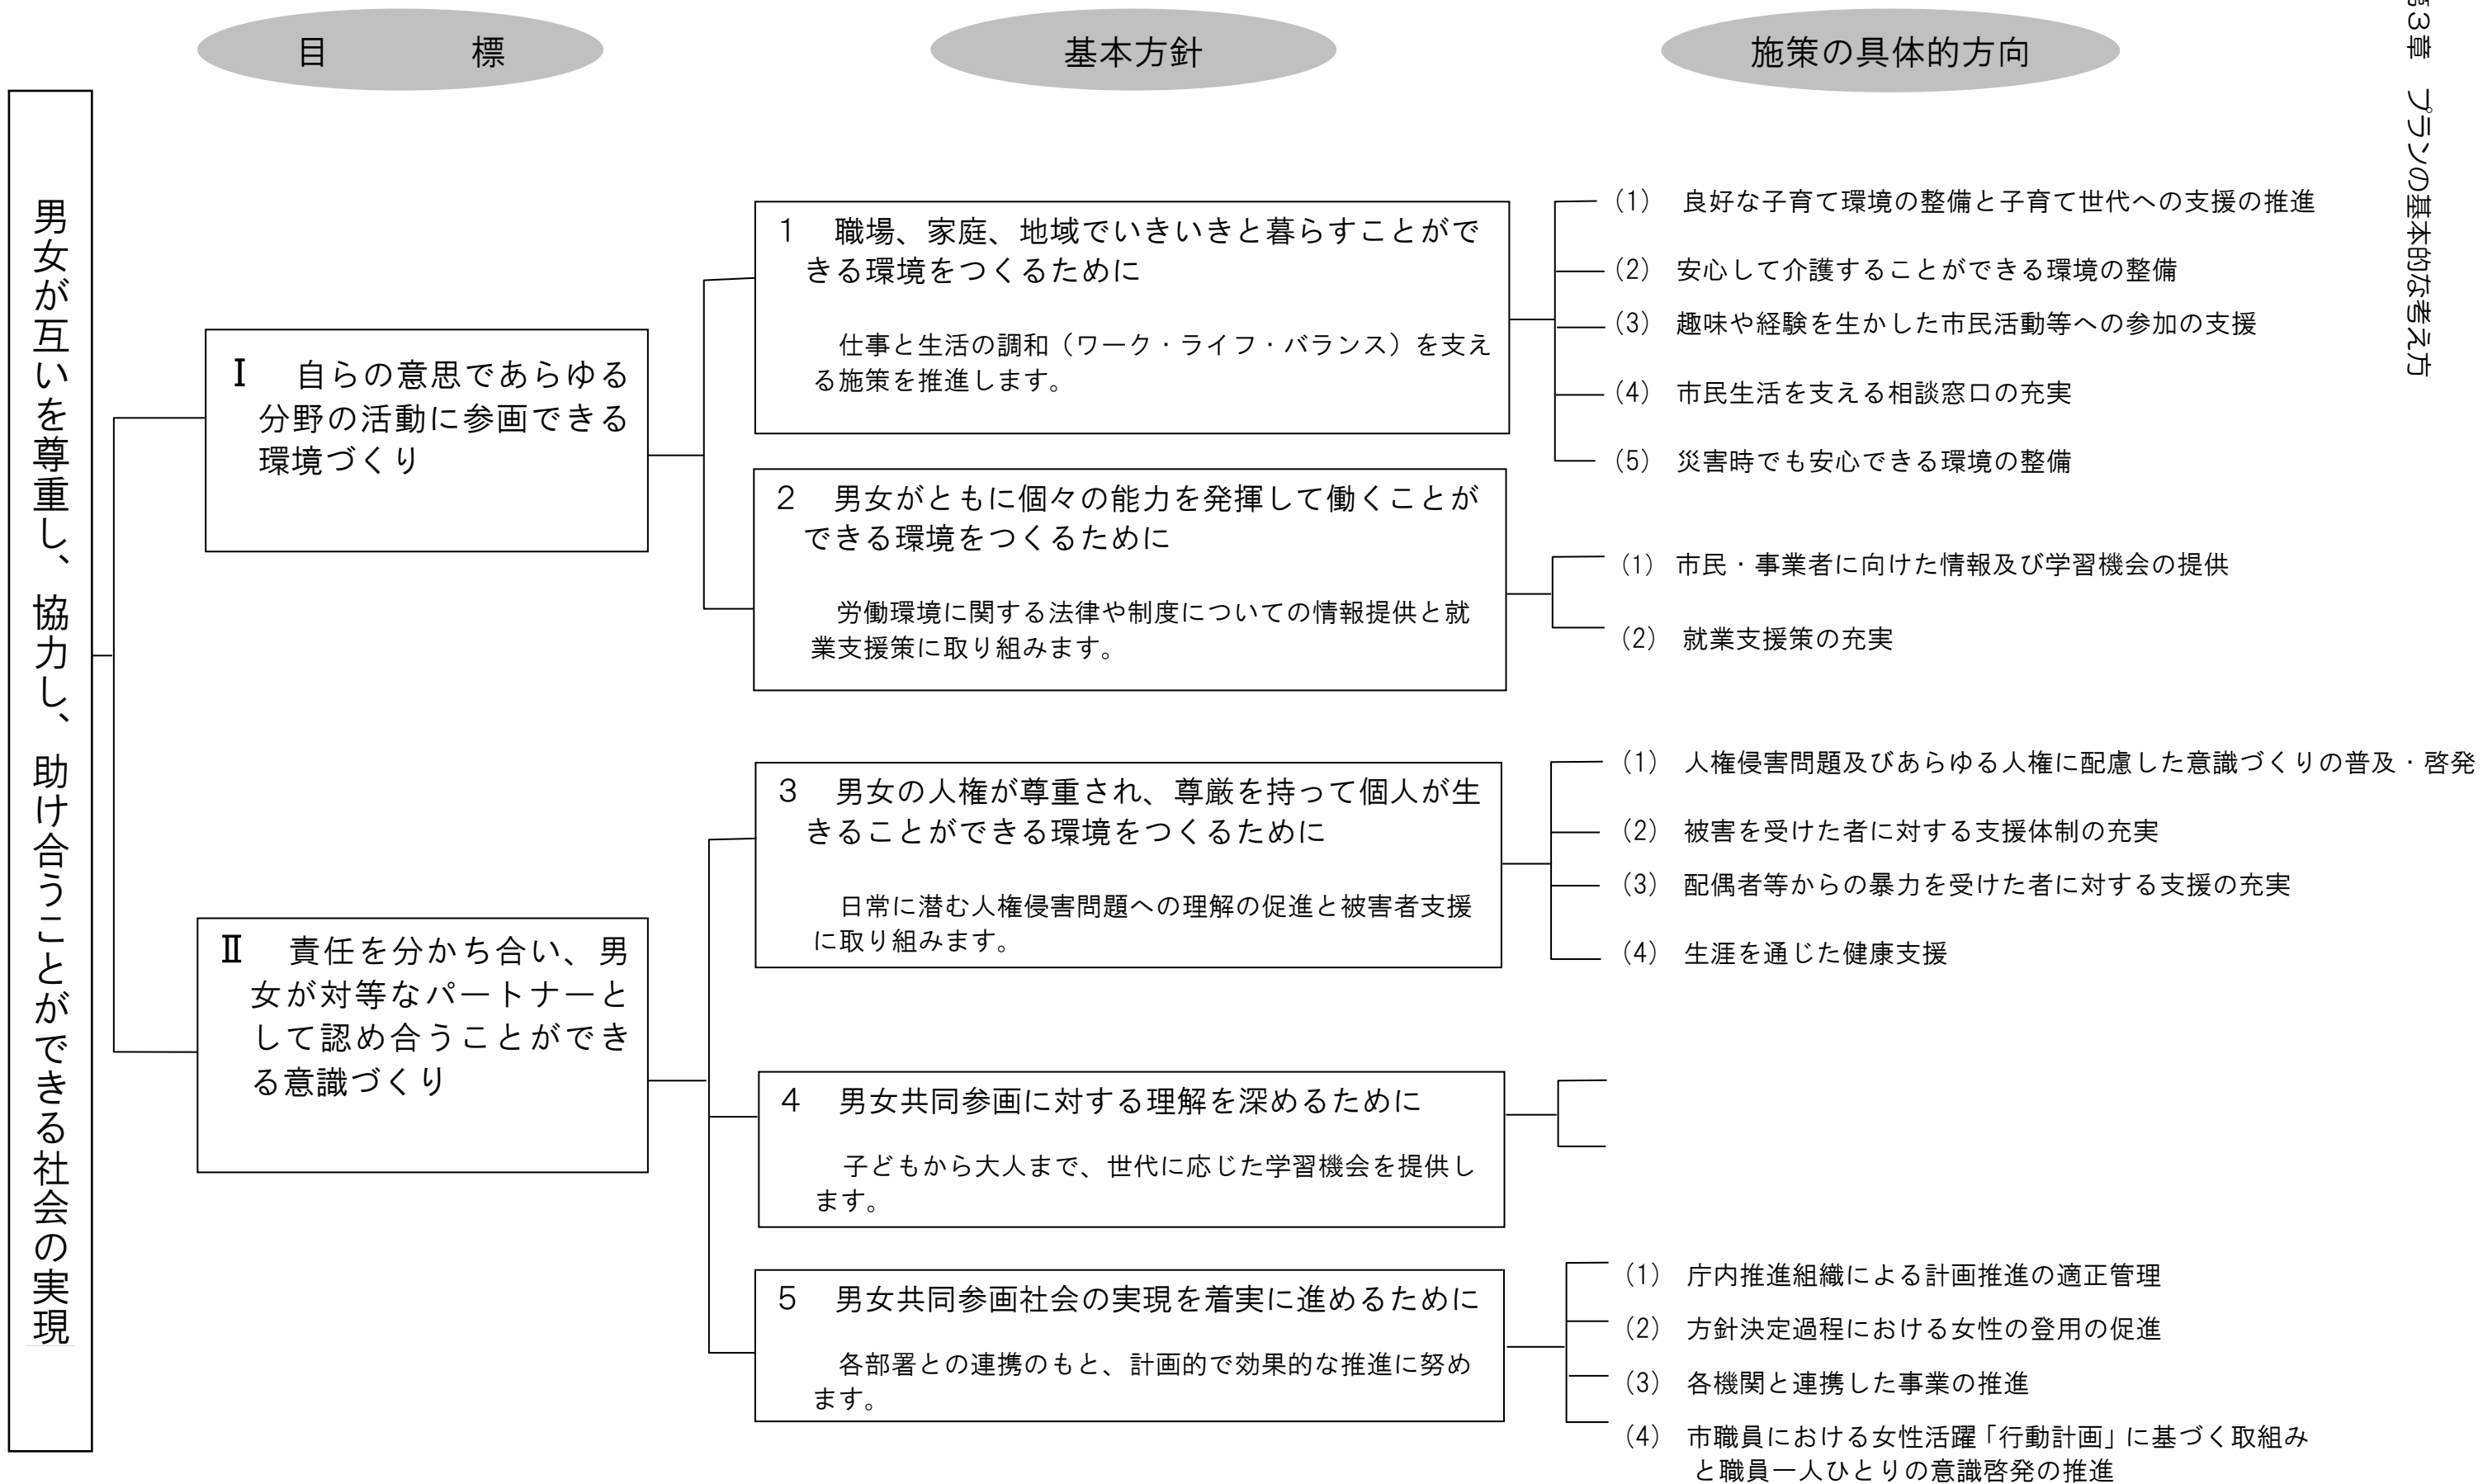 第３章　プランの基本的な考え方
目　　　　標
基本方針
施策の具体的方向
男女が互いを尊重し、協力し、助け合うことができる社会の実現
Ⅰ　自らの意思であらゆる
分野の活動に参画できる
環境づくり
１　職場、家庭、地域でいきいきと暮らすことがで
きる環境をつくるために
仕事と生活の調和（ワーク・ライフ・バランス）を支え
る施策を推進します。
(1)　良好な子育て環境の整備と子育て世代への支援の推進
(2)　安心して介護することができる環境の整備
(3)　趣味や経験を生かした市民活動等への参加の支援
(4)　市民生活を支える相談窓口の充実
(5)　災害時でも安心できる環境の整備
２　男女がともに個々の能力を発揮して働くことが
できる環境をつくるために
労働環境に関する法律や制度についての情報提供と就
業支援策に取り組みます。
(1)　市民・事業者に向けた情報及び学習機会の提供
(2)　就業支援策の充実
Ⅱ　責任を分かち合い、男
女が対等なパートナーと
して認め合うことができ
る意識づくり
３　男女の人権が尊重され、尊厳を持って個人が生
きることができる環境をつくるために
日常に潜む人権侵害問題への理解の促進と被害者支援
に取り組みます。
(1)　人権侵害問題及びあらゆる人権に配慮した意識づくりの普及・啓発
(2)　被害を受けた者に対する支援体制の充実
(3)　配偶者等からの暴力を受けた者に対する支援の充実
(4)　生涯を通じた健康支援
４　男女共同参画に対する理解を深めるために
子どもから大人まで、世代に応じた学習機会を提供し
ます。
５　男女共同参画社会の実現を着実に進めるために
各部署との連携のもと、計画的で効果的な推進に努め
ます。
(1)　庁内推進組織による計画推進の適正管理
(2)　方針決定過程における女性の登用の促進
(3)　各機関と連携した事業の推進
(4)　市職員における女性活躍「行動計画」に基づく取組み
と職員一人ひとりの意識啓発の推進